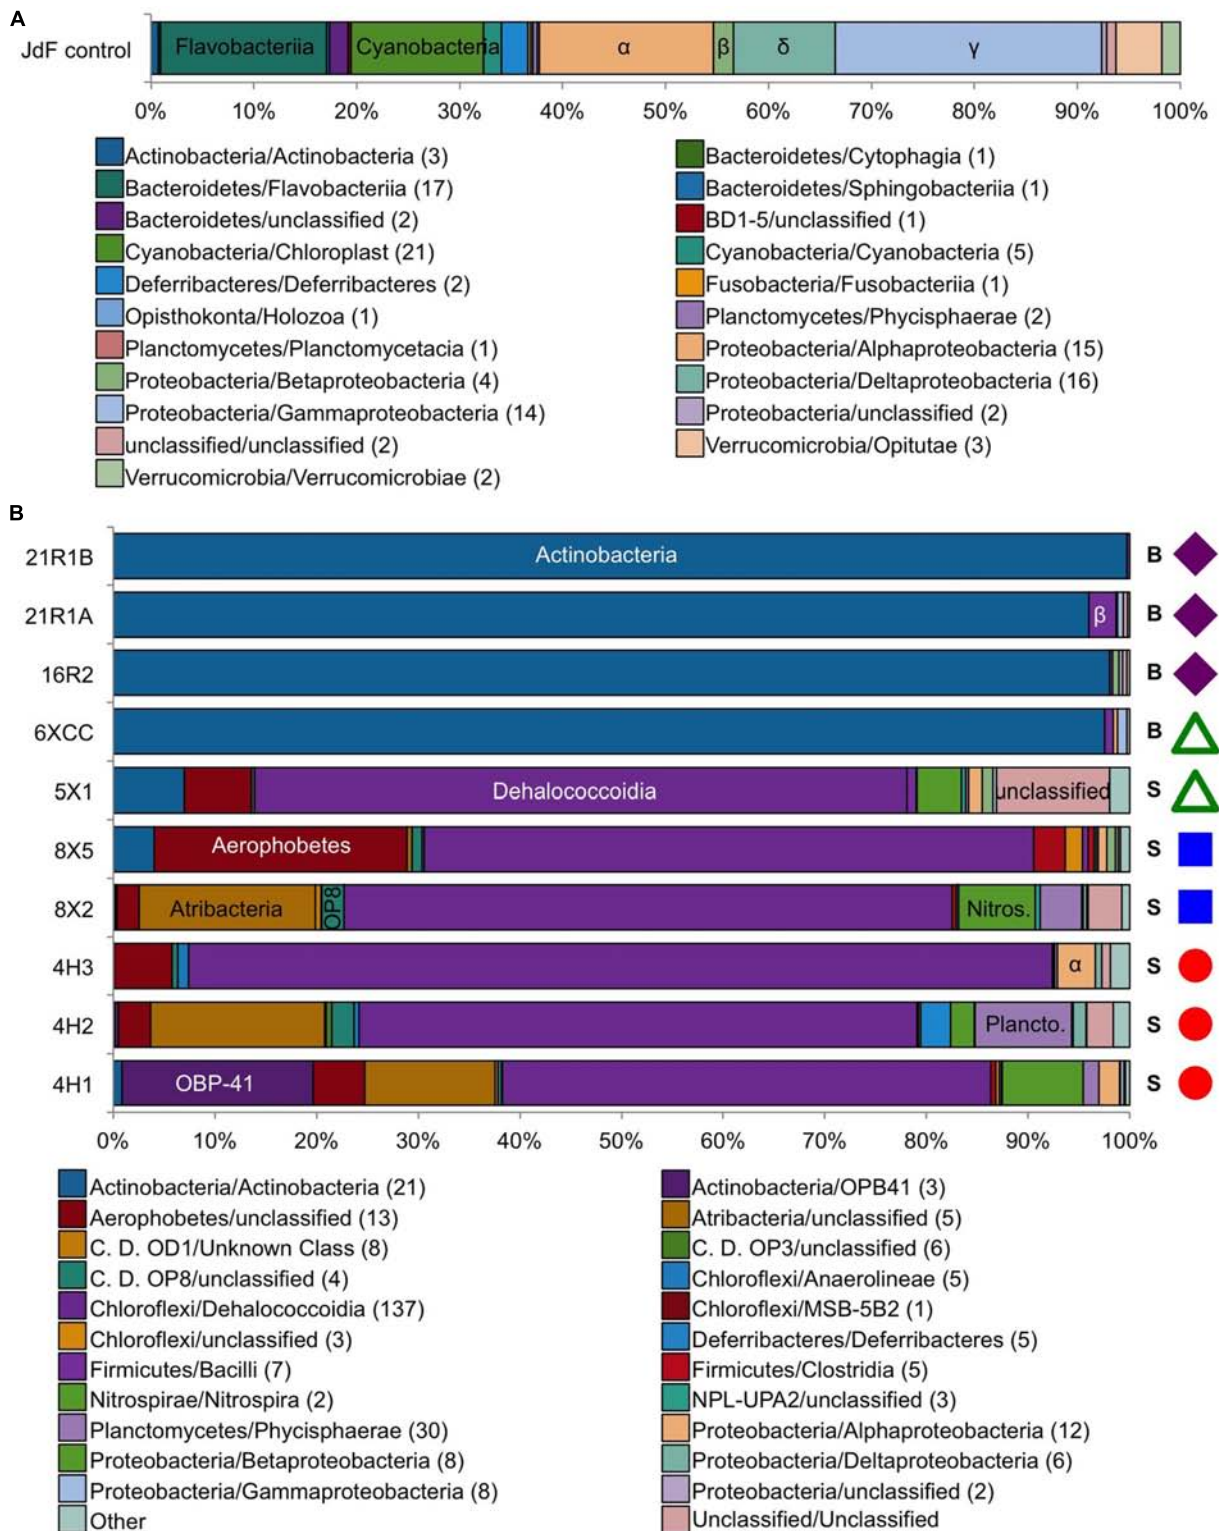 A
JdF control
Flavobacteriia Cyanobacteria α β δ γ
0% 10% 20% 30% 40% 50% 60% 70% 80% 90% 100%
Actinobacteria/Actinobacteria (3)
Bacteroidetes/Flavobacteriia (17)
Bacteroidetes/unclassified (2)
Cyanobacteria/Chloroplast (21)
Deferribacteres/Deferribacteres (2)
Opisthokonta/Holozoa (1)
Planctomycetes/Planctomycetacia (1)
Proteobacteria/Betaproteobacteria (4)
Proteobacteria/Gammaproteobacteria (14)
unclassified/unclassified (2)
Verrucomicrobia/Verrucomicrobiae (2)
Bacteroidetes/Cytophagia (1)
Bacteroidetes/Sphingobacteriia (1)
BD1-5/unclassified (1)
Cyanobacteria/Cyanobacteria (5)
Fusobacteria/Fusobacteriia (1)
Planctomycetes/Phycisphaerae (2)
Proteobacteria/Alphaproteobacteria (15)
Proteobacteria/Deltaproteobacteria (16)
Proteobacteria/unclassified (2)
Verrucomicrobia/Opitutae (3)
B
21R1B Actinobacteria B
21R1A β B
16R2 B
6XCC B
5X1 Dehalococcoidia unclassified S
8X5 Aerophobetes S
8X2 Atribacteria OP8 Nitros. S
4H3 α S
4H2 Plancto. S
4H1 OBP-41 S
0% 10% 20% 30% 40% 50% 60% 70% 80% 90% 100%
Actinobacteria/Actinobacteria (21)
Aerophobetes/unclassified (13)
C. D. OD1/Unknown Class (8)
C. D. OP8/unclassified (4)
Chloroflexi/Dehalococcoidia (137)
Chloroflexi/unclassified (3)
Firmicutes/Bacilli (7)
Nitrospirae/Nitrospira (2)
Planctomycetes/Phycisphaerae (30)
Proteobacteria/Betaproteobacteria (8)
Proteobacteria/Gammaproteobacteria (8)
Other
Actinobacteria/OPB41 (3)
Atribacteria/unclassified (5)
C. D. OP3/unclassified (6)
Chloroflexi/Anaerolineae (5)
Chloroflexi/MSB-5B2 (1)
Deferribacteres/Deferribacteres (5)
Firmicutes/Clostridia (5)
NPL-UPA2/unclassified (3)
Proteobacteria/Alphaproteobacteria (12)
Proteobacteria/Deltaproteobacteria (6)
Proteobacteria/unclassified (2)
Unclassified/Unclassified